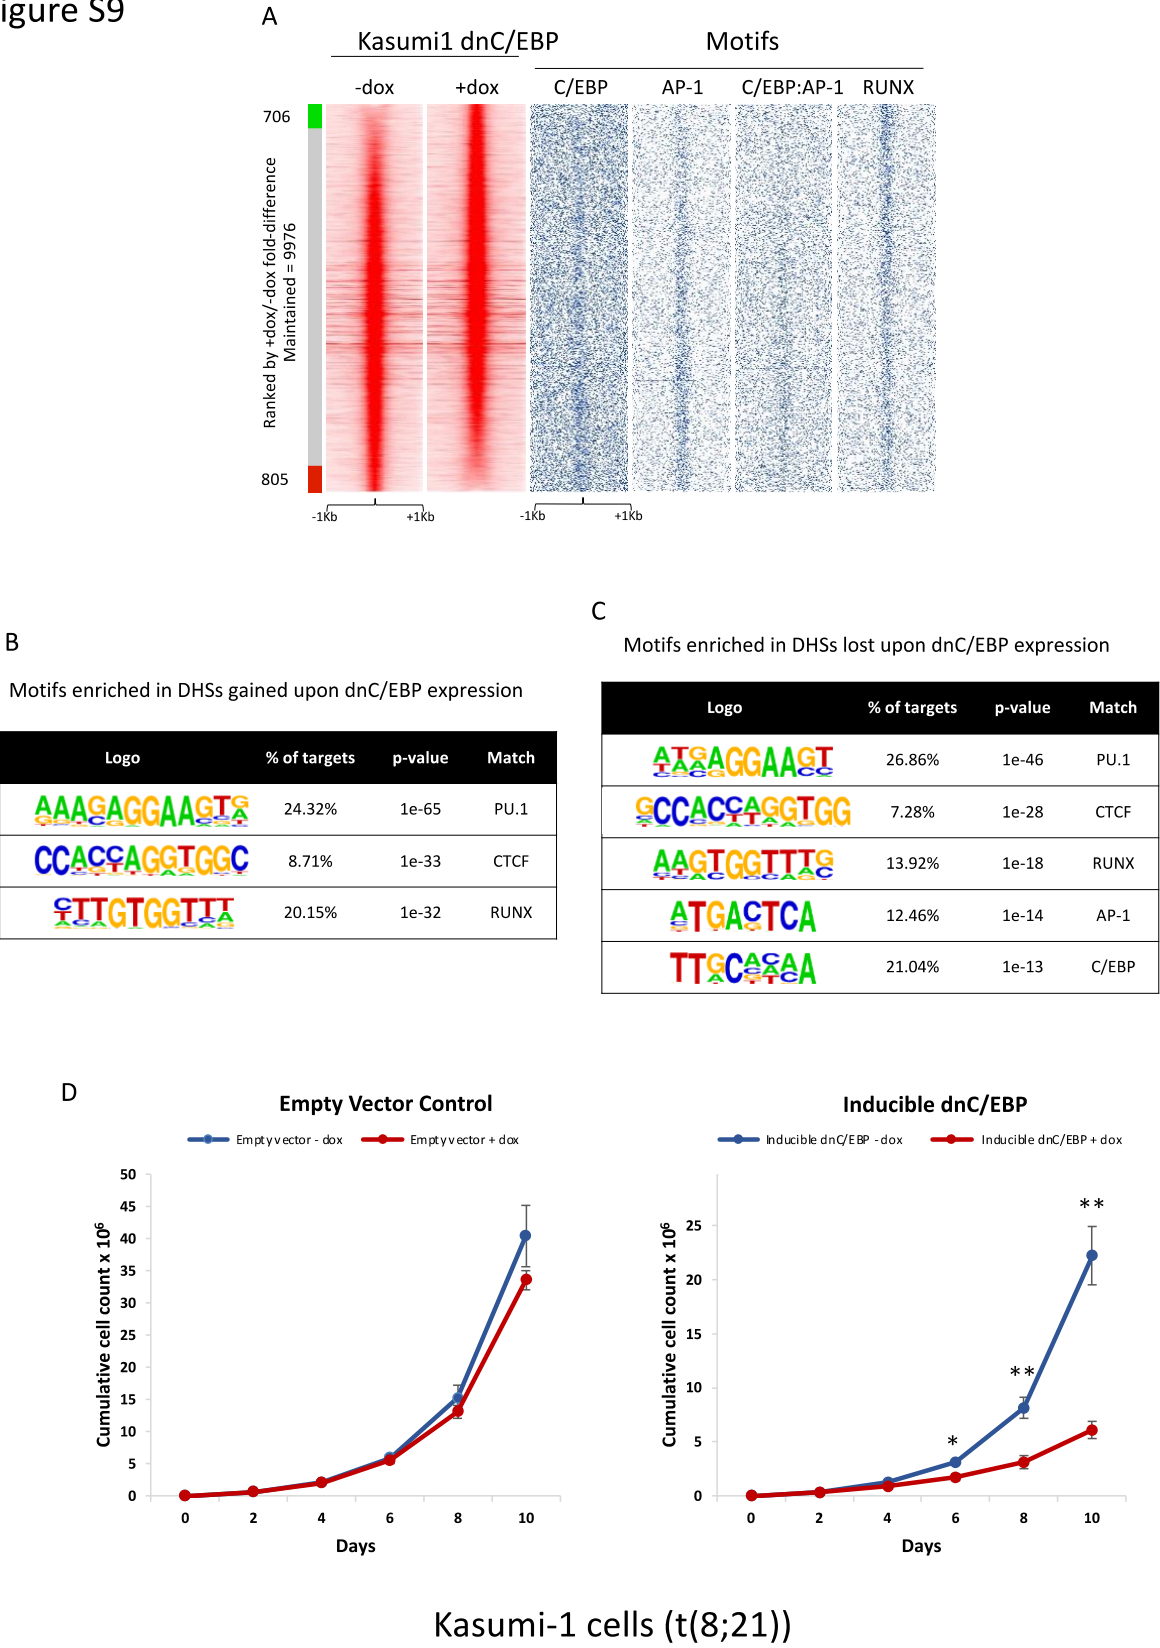 igure S9
A
Kasumi1 dnC/EBP
Motifs
-dox
+dox
C/EBP
AP-1
C/EBP:AP-1
RUNX
706
Ranked by +dox/-dox fold-difference
Maintained = 9976
805
-1Kb
+1Kb
-1Kb
+1Kb
B
Motifs enriched in DHSs gained upon dnC/EBP expression
Logo % of targets p-value Match
24.32% 1e-65 PU.1
8.71% 1e-33 CTCF
20.15% 1e-32 RUNX
C
Motifs enriched in DHSs lost upon dnC/EBP expression
Logo % of targets p-value Match
26.86% 1e-46 PU.1
7.28% 1e-28 CTCF
13.92% 1e-18 RUNX
12.46% 1e-14 AP-1
21.04% 1e-13 C/EBP
D
Empty Vector Control
Empty vector - dox
Empty vector + dox
Cumulative cell count x 10⁶
50
45
40
35
30
25
20
15
10
5
0
0 2 4 6 8 10
Days
Inducible dnC/EBP
Inducible dnC/EBP - dox
Inducible dnC/EBP + dox
Cumulative cell count x 10⁶
25
20
15
10
5
0
*
**
**
0 2 4 6 8 10
Days
Kasumi-1 cells (t(8;21))